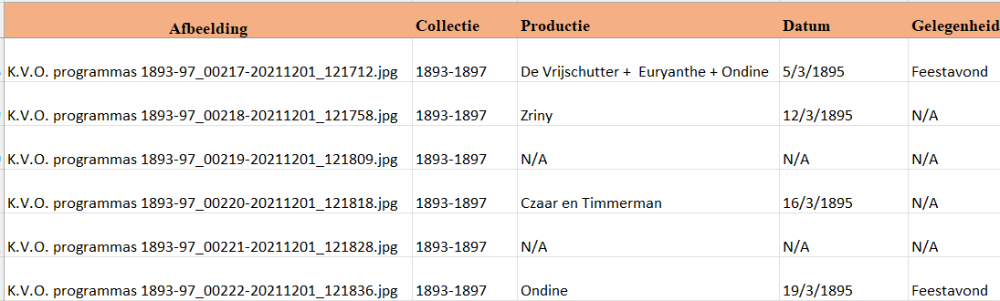 Afbeelding Collectie Productie Datum Gelegenheid
K.V.O. programmas 1893-97_00217-20211201_121712.jpg 1893-1897 De Vrijschutter +  Euryanthe + Ondine 5/3/1895 Feestavond
K.V.O. programmas 1893-97_00218-20211201_121758.jpg 1893-1897 Zriny 12/3/1895 N/A
K.V.O. programmas 1893-97_00219-20211201_121809.jpg 1893-1897 N/A N/A N/A
K.V.O. programmas 1893-97_00220-20211201_121818.jpg 1893-1897 Czaar en Timmerman 16/3/1895 N/A
K.V.O. programmas 1893-97_00221-20211201_121828.jpg 1893-1897 N/A N/A N/A
K.V.O. programmas 1893-97_00222-20211201_121836.jpg 1893-1897 Ondine 19/3/1895 Feestavond